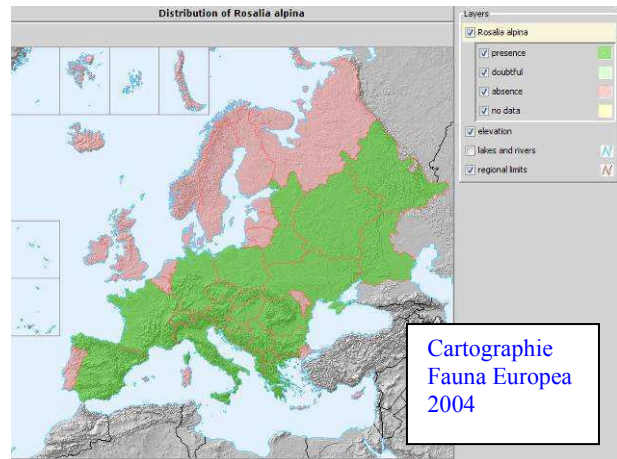 Distribution of Rosalia alpina
Layers
Rosalia alpina
presence
doubtful
absence
no data
elevation
lakes and rivers
regional limits
Cartographie
Fauna Europea
2004